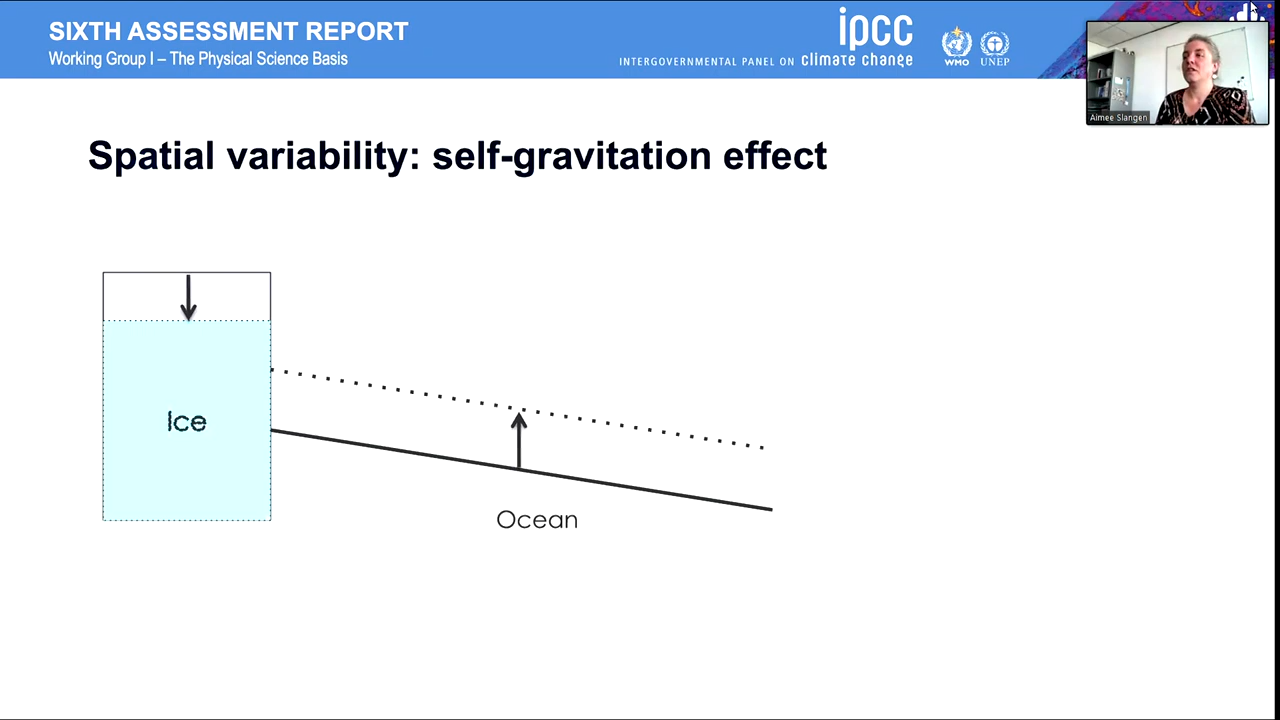 SIXTH ASSESSMENT REPORT
Working Group I – The Physical Science Basis
ipcc
INTERGOVERNMENTAL PANEL ON climate change
WMO
UNEP
Aimee Slangen
Spatial variability: self-gravitation effect
Ice
Ocean